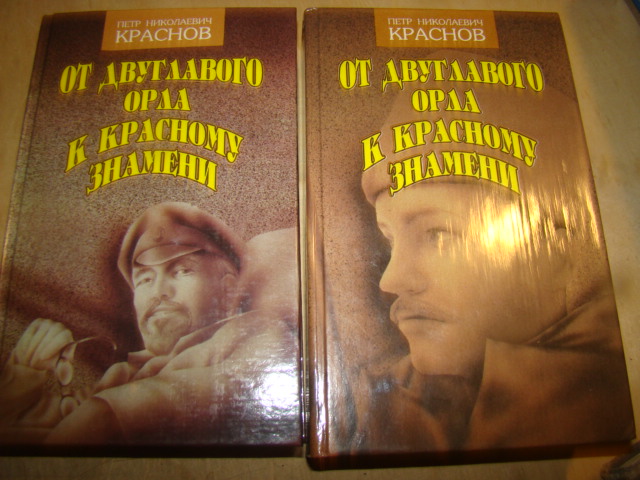 ПЕТР НИКОЛАЕВИЧ
КРАСНОВ
ОТ ДВУГЛАВОГО
ОРЛА
К КРАСНОМУ
ЗНАМЕНИ
ПЕТР НИКОЛАЕВИЧ
КРАСНОВ
ОТ ДВУГЛАВОГО
ОРЛА
К КРАСНОМУ
ЗНАМЕНИ